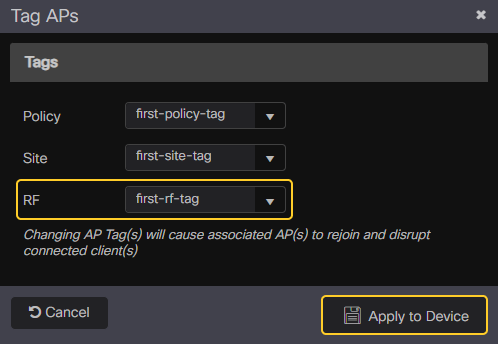 Tag APs
Tags
Policy first-policy-tag
Site first-site-tag
RF first-rf-tag
Changing AP Tag(s) will cause associated AP(s) to rejoin and disrupt
connected client(s)
Cancel Apply to Device